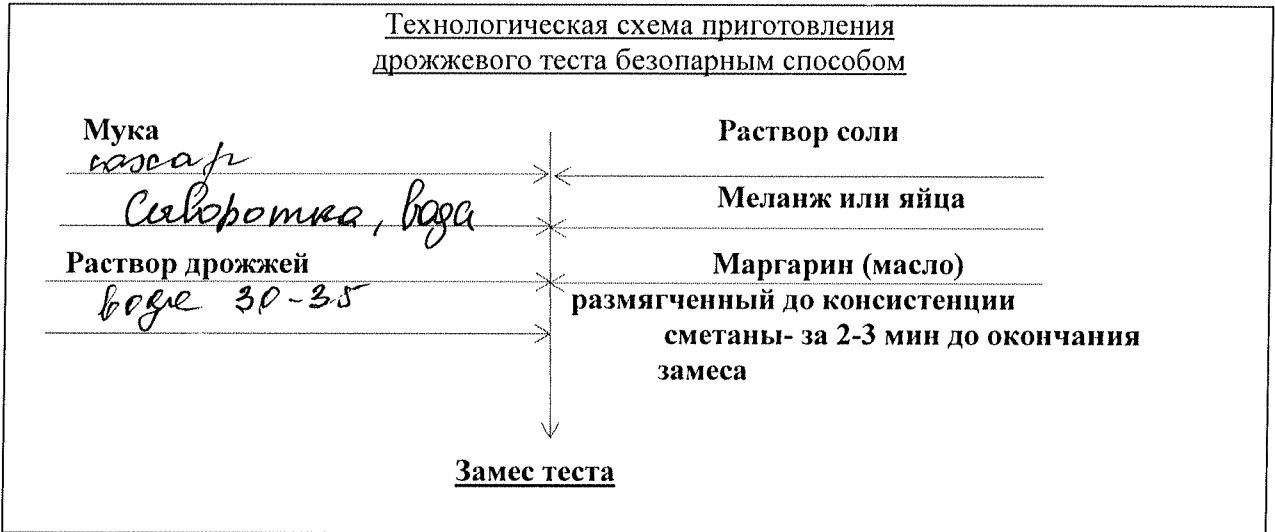 Технологическая схема приготовления
дрожжевого теста безопарным способом
Мука
сахар
Сыворотка, вода
Раствор дрожжей
воде 30-35
Раствор соли
Меланж или яйца
Маргарин (масло)
размягченный до консистенции
сметаны- за 2-3 мин до окончания
замеса
Замес теста